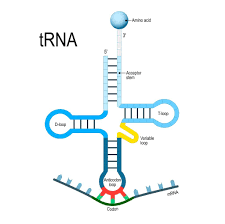 Amino acid
tRNA
3'
5'
Acceptor
stem
D-loop
T-loop
Variable
loop
Anticodon
loop
mRNA
Codon